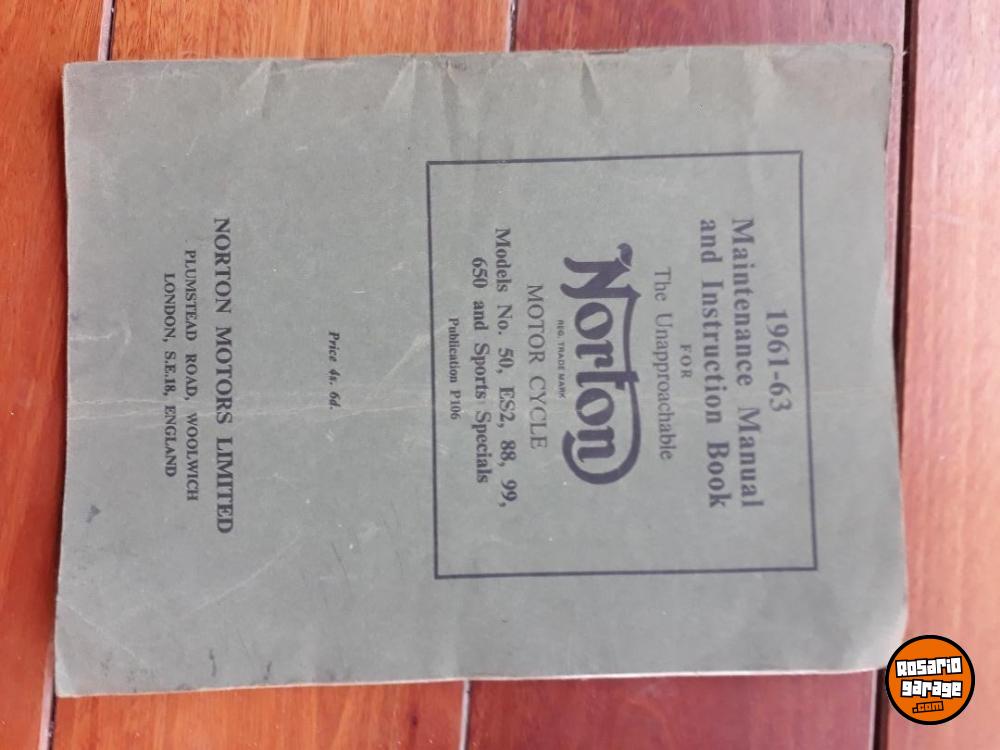 1961-63
Maintenance Manual
and Instruction Book
FOR
The Unapproachable
Norton
REG. TRADE MARK
MOTOR CYCLE
Models No. 50, ES2, 88, 99,
650 and Sports Specials
Publication P106
Price 4s. 6d.
NORTON MOTORS LIMITED
PLUMSTEAD ROAD, WOOLWICH
LONDON, S.E.18, ENGLAND
Rosario
garage
.com